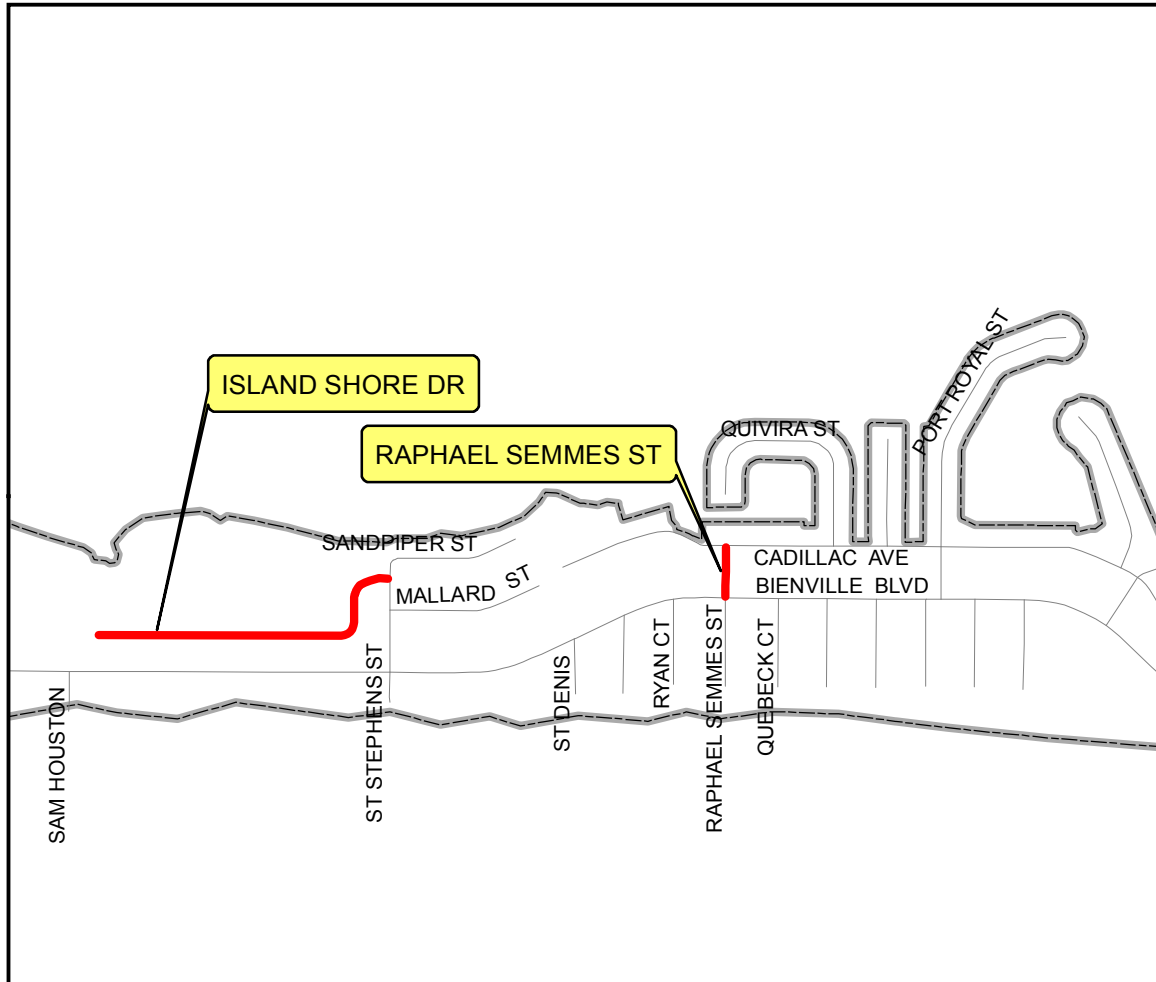 PORT ROYAL ST
ISLAND SHORE DR
QUIVIRA ST
RAPHAEL SEMMES ST
SANDPIPER ST
CADILLAC AVE
MALLARD ST
BIENVILLE BLVD
SAM HOUSTON
ST STEPHENS ST
ST DENIS
RYAN CT
RAPHAEL SEMMES ST
QUEBECK CT